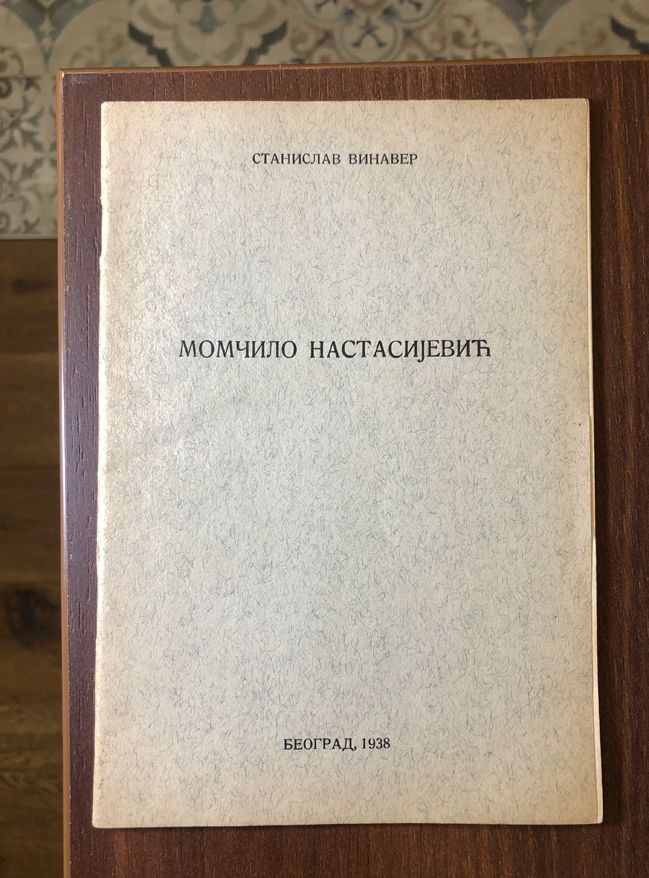 СТАНИСЛАВ ВИНАВЕР
МОМЧИЛО НАСТАСИЈЕВИЋ
БЕОГРАД, 1938